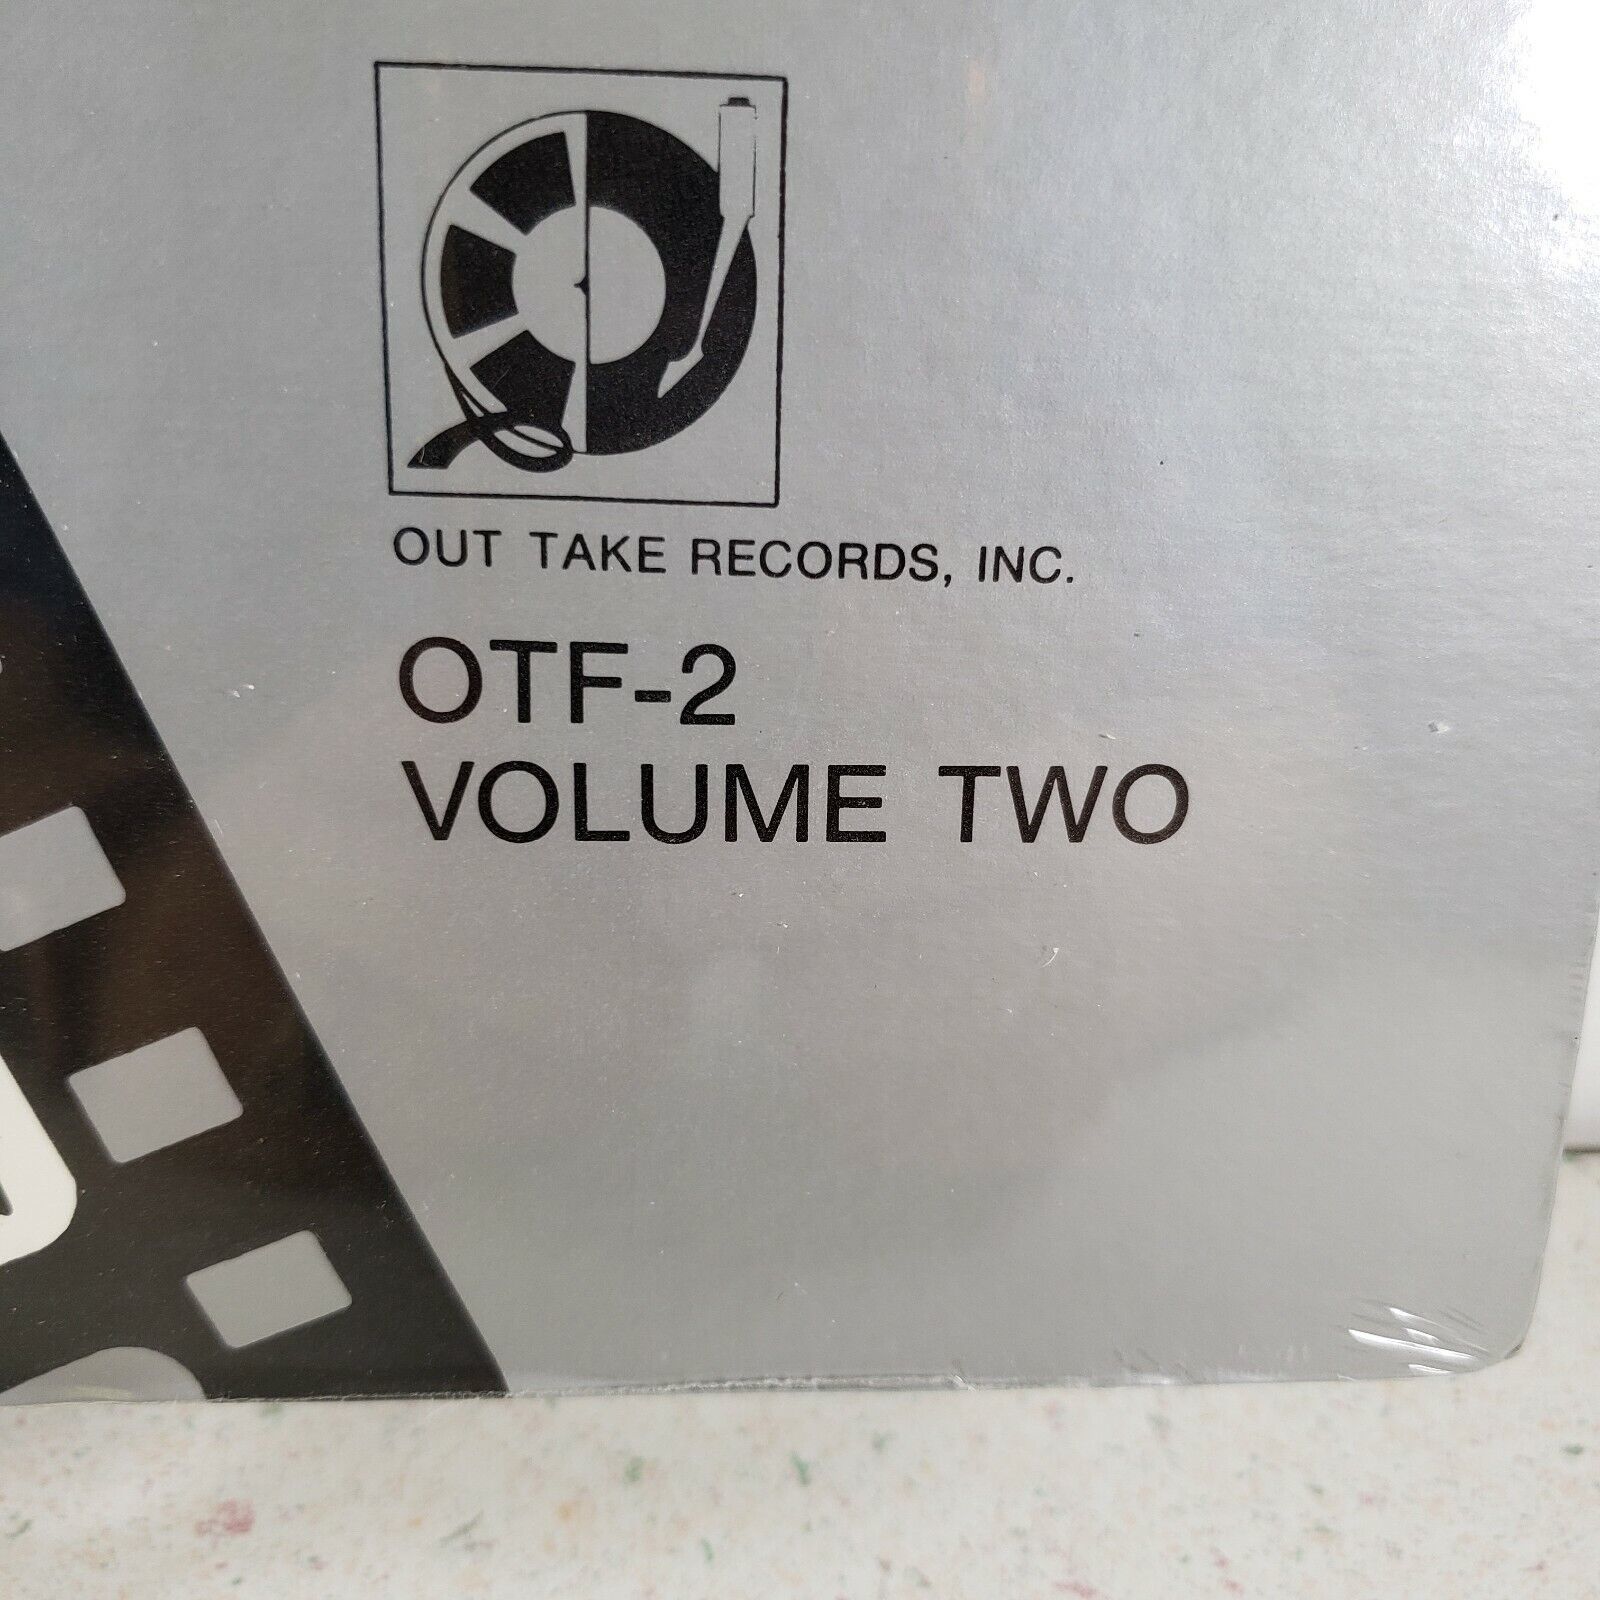 OUT TAKE RECORDS, INC.
OTF-2
VOLUME TWO